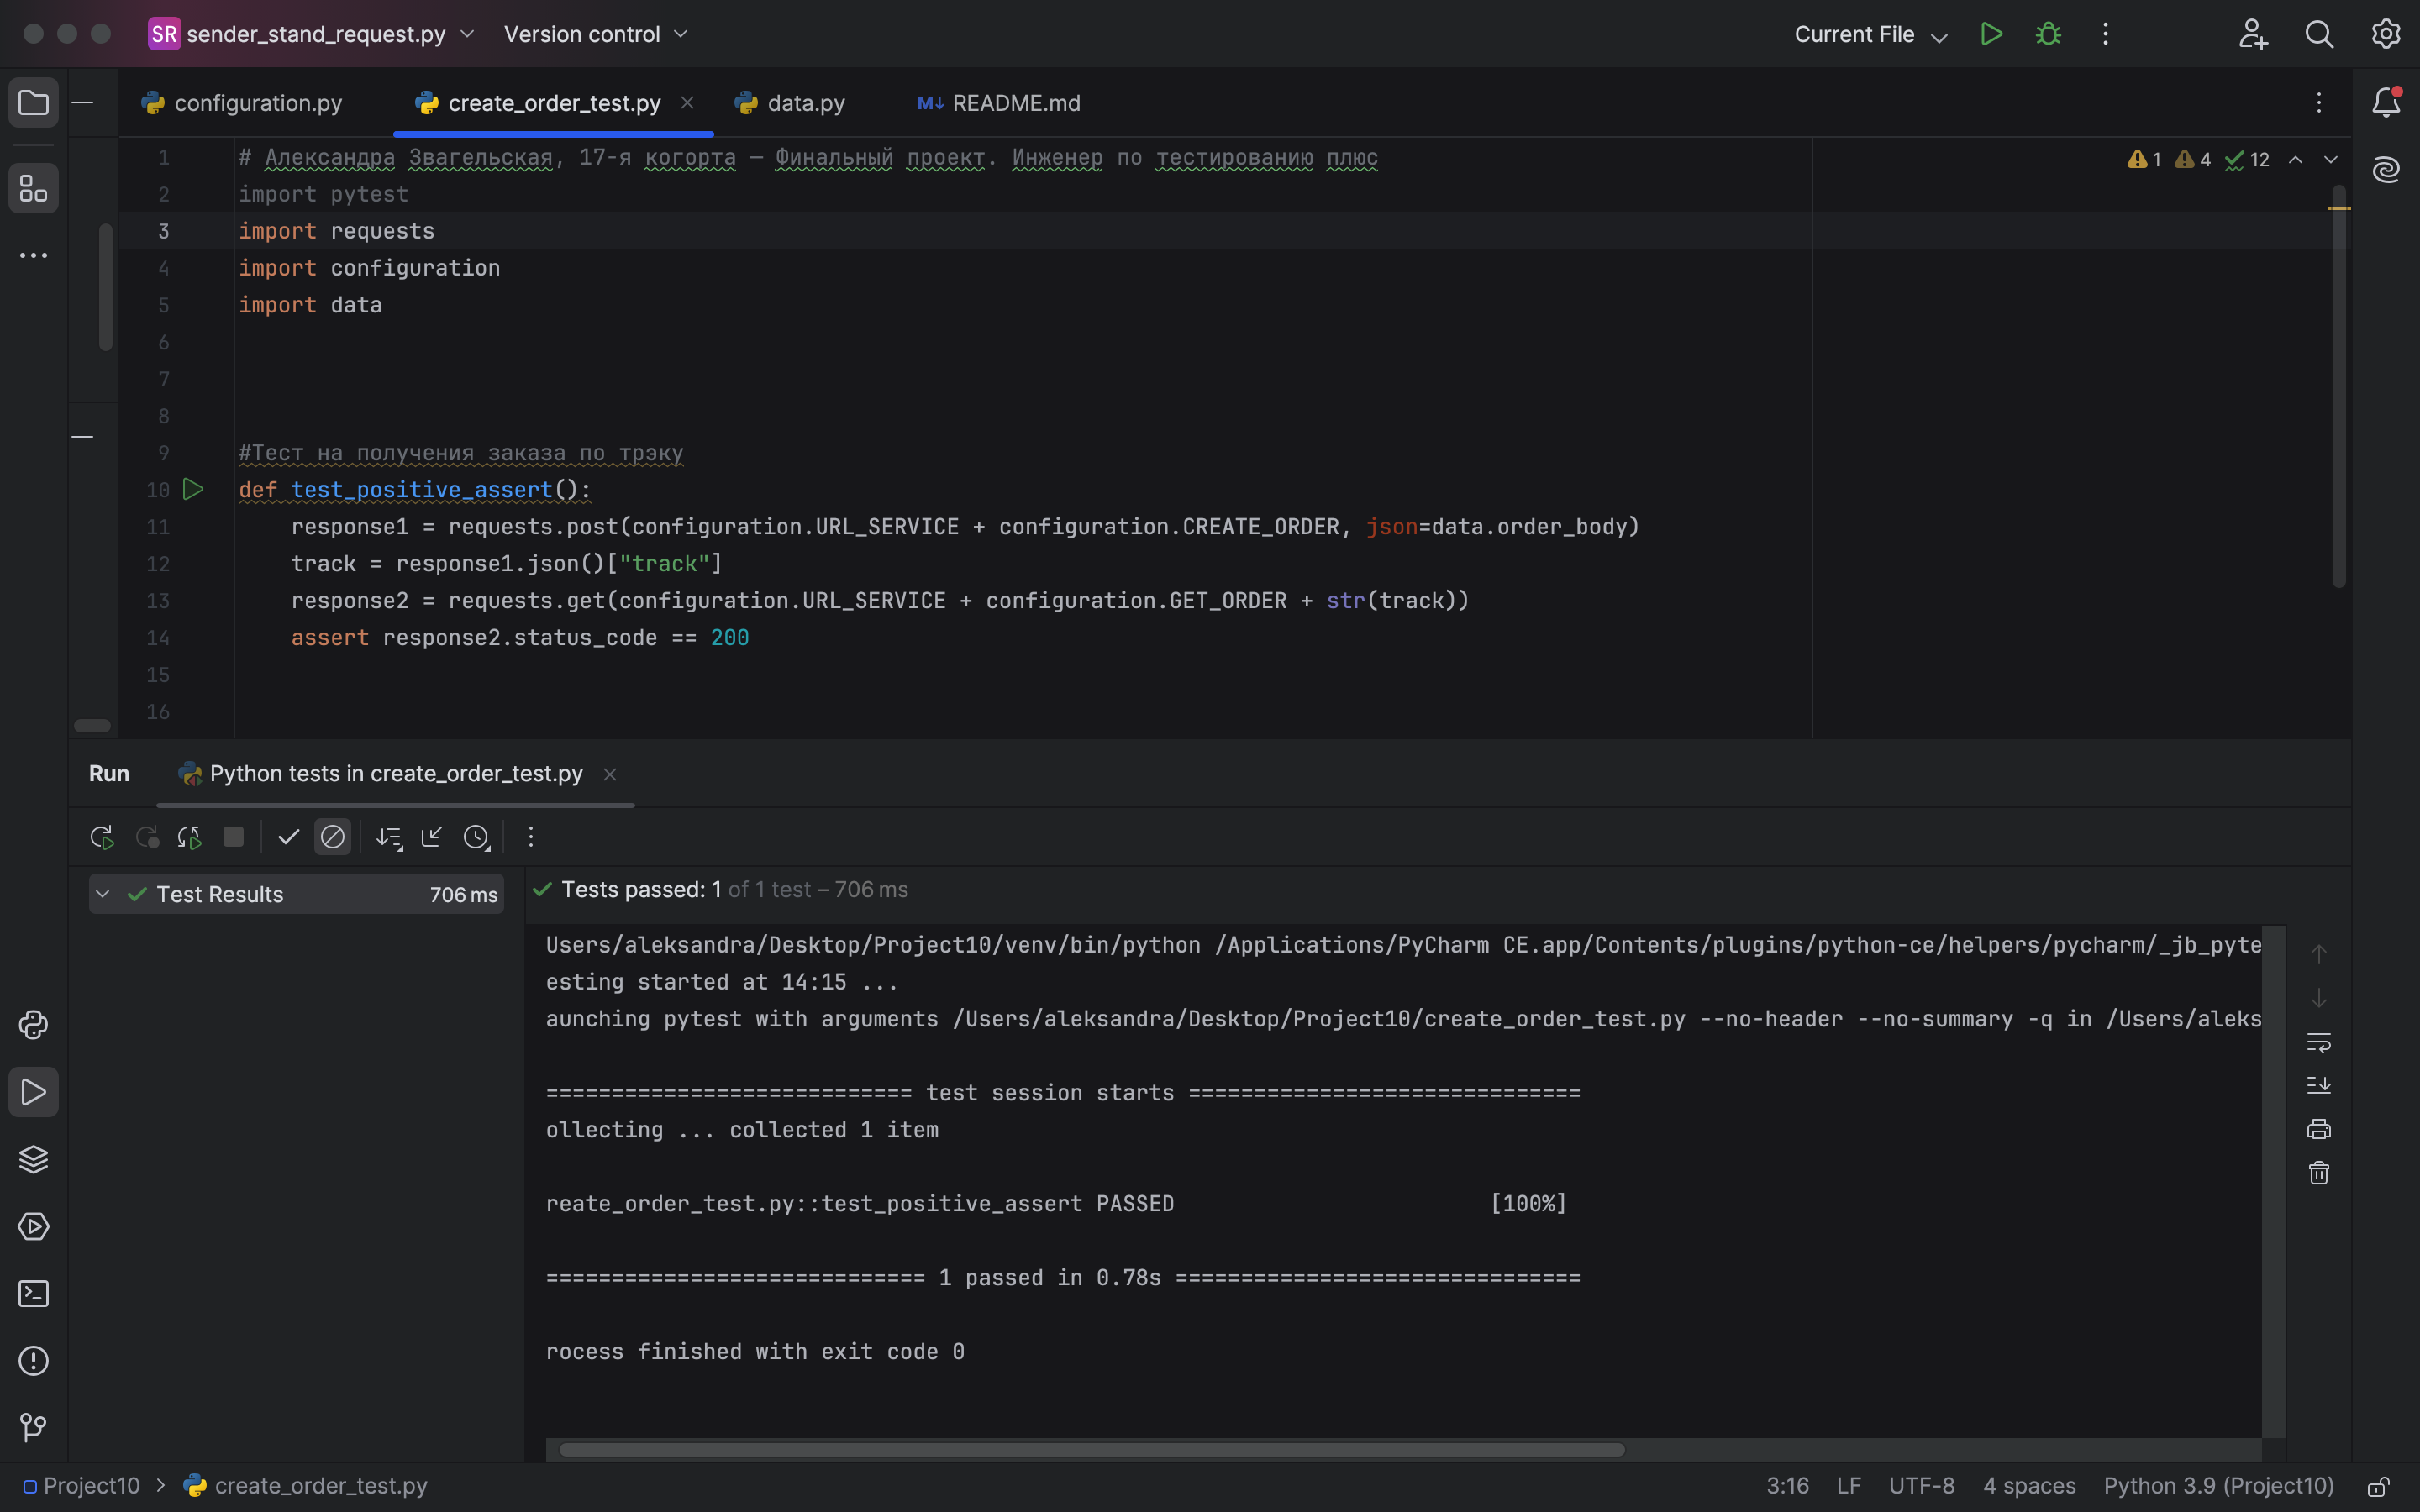 SR sender_stand_request.py Version control Current File
configuration.py create_order_test.py data.py M↓ README.md
1 # Александра Звагельская, 17-я когорта — Финальный проект. Инженер по тестированию плюс
1 4 12
2 import pytest
3 import requests
4 import configuration
5 import data
6
7
8
9 #Тест на получения заказа по трэку
10 def test_positive_assert():
11 response1 = requests.post(configuration.URL_SERVICE + configuration.CREATE_ORDER, json=data.order_body)
12 track = response1.json()["track"]
13 response2 = requests.get(configuration.URL_SERVICE + configuration.GET_ORDER + str(track))
14 assert response2.status_code == 200
15
16
Run Python tests in create_order_test.py
Test Results 706 ms
Tests passed: 1 of 1 test – 706 ms
Users/aleksandra/Desktop/Project10/venv/bin/python /Applications/PyCharm CE.app/Contents/plugins/python-ce/helpers/pycharm/_jb_pyte
esting started at 14:15 ...
aunching pytest with arguments /Users/aleksandra/Desktop/Project10/create_order_test.py --no-header --no-summary -q in /Users/aleks
============================ test session starts ==============================
ollecting ... collected 1 item
reate_order_test.py::test_positive_assert PASSED [100%]
============================= 1 passed in 0.78s ===============================
rocess finished with exit code 0
Project10 > create_order_test.py 3:16 LF UTF-8 4 spaces Python 3.9 (Project10)